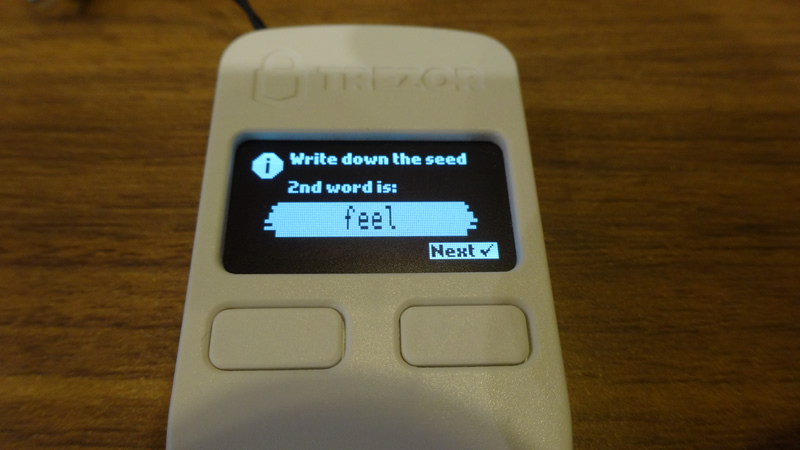 TREZOR
i
Write down the seed
2nd word is:
feel
Next ✓